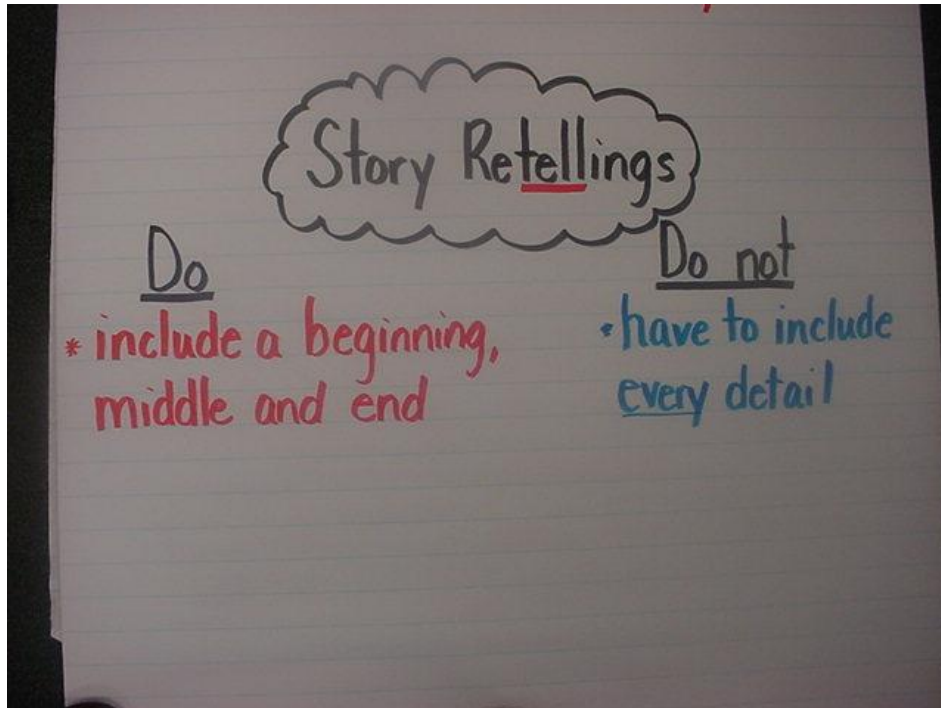 Story Retellings
Do
* include a beginning,
middle and end
Do not
* have to include
every detail